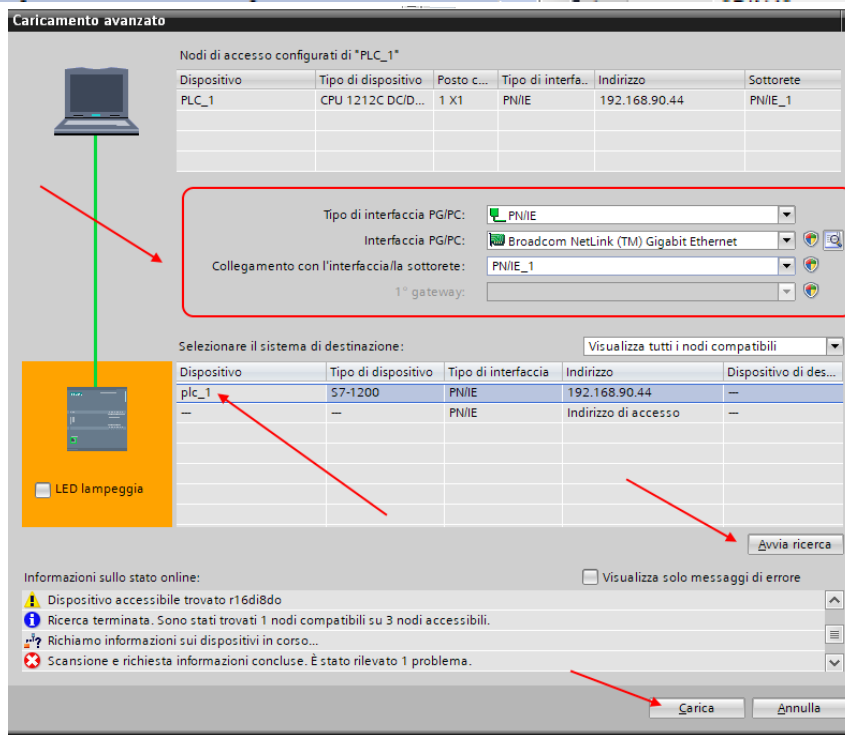 Caricamento avanzato
Nodi di accesso configurati di "PLC_1"
Dispositivo Tipo di dispositivo Posto c... Tipo di interfa.. Indirizzo Sottorete
PLC_1 CPU 1212C DC/D... 1 X1 PN/IE 192.168.90.44 PN/IE_1
Tipo di interfaccia PG/PC: PN/IE
Interfaccia PG/PC: Broadcom NetLink (TM) Gigabit Ethernet
Collegamento con l'interfaccia/la sottorete: PN/IE_1
1° gateway:
Selezionare il sistema di destinazione: Visualizza tutti i nodi compatibili
Dispositivo Tipo di dispositivo Tipo di interfaccia Indirizzo Dispositivo di des...
plc_1 S7-1200 PN/IE 192.168.90.44 —
— — PN/IE Indirizzo di accesso —
LED lampeggia
Avvia ricerca
Informazioni sullo stato online: Visualizza solo messaggi di errore
Dispositivo accessibile trovato r16di8do
Ricerca terminata. Sono stati trovati 1 nodi compatibili su 3 nodi accessibili.
Richiamo informazioni sui dispositivi in corso...
Scansione e richiesta informazioni concluse. È stato rilevato 1 problema.
Carica Annulla